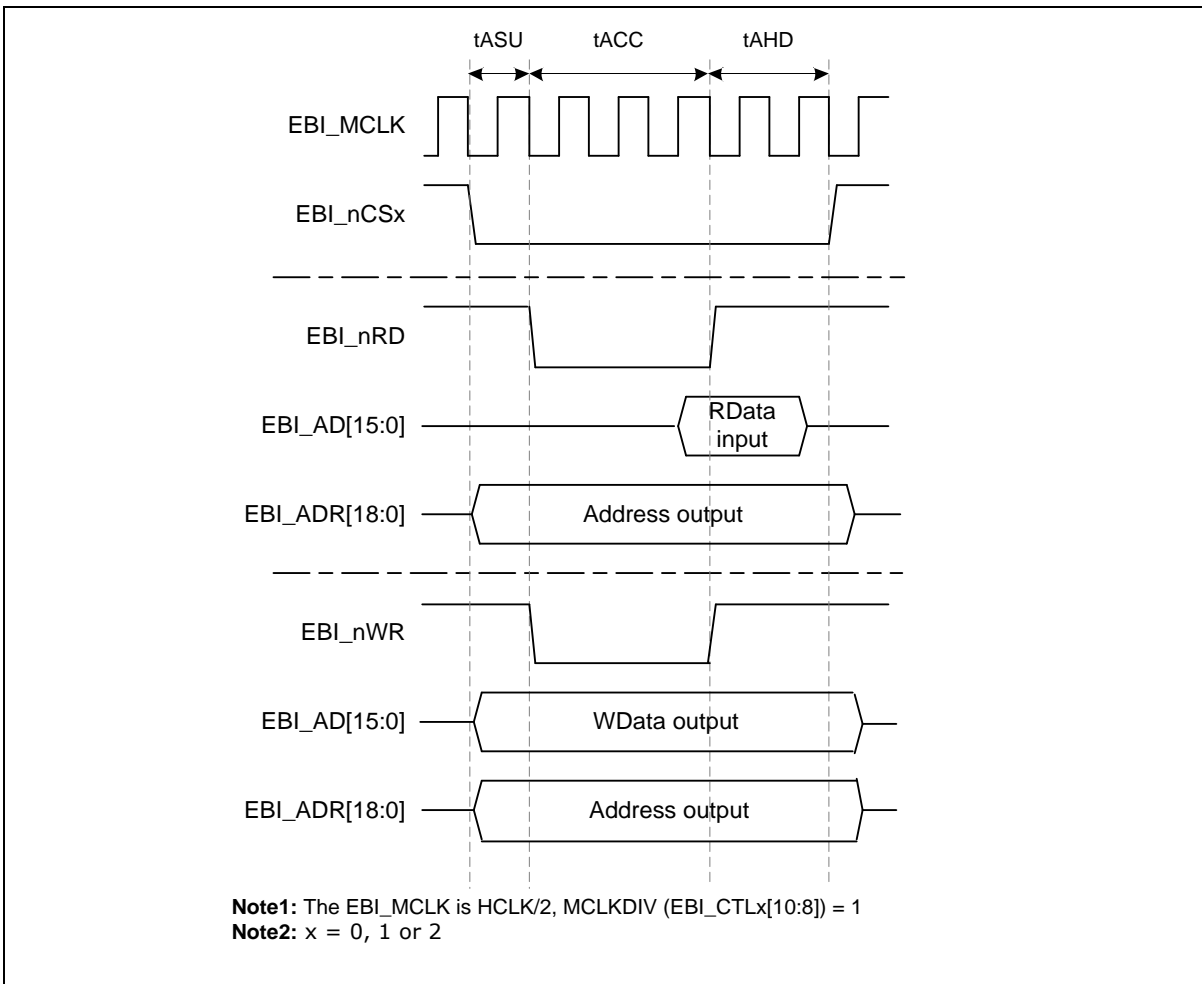 tASU tACC tAHD
EBI_MCLK
EBI_nCSx
EBI_nRD
EBI_AD[15:0]
RData
input
EBI_ADR[18:0]
Address output
EBI_nWR
EBI_AD[15:0]
WData output
EBI_ADR[18:0]
Address output
Note1: The EBI_MCLK is HCLK/2, MCLKDIV (EBI_CTLx[10:8]) = 1
Note2: x = 0, 1 or 2